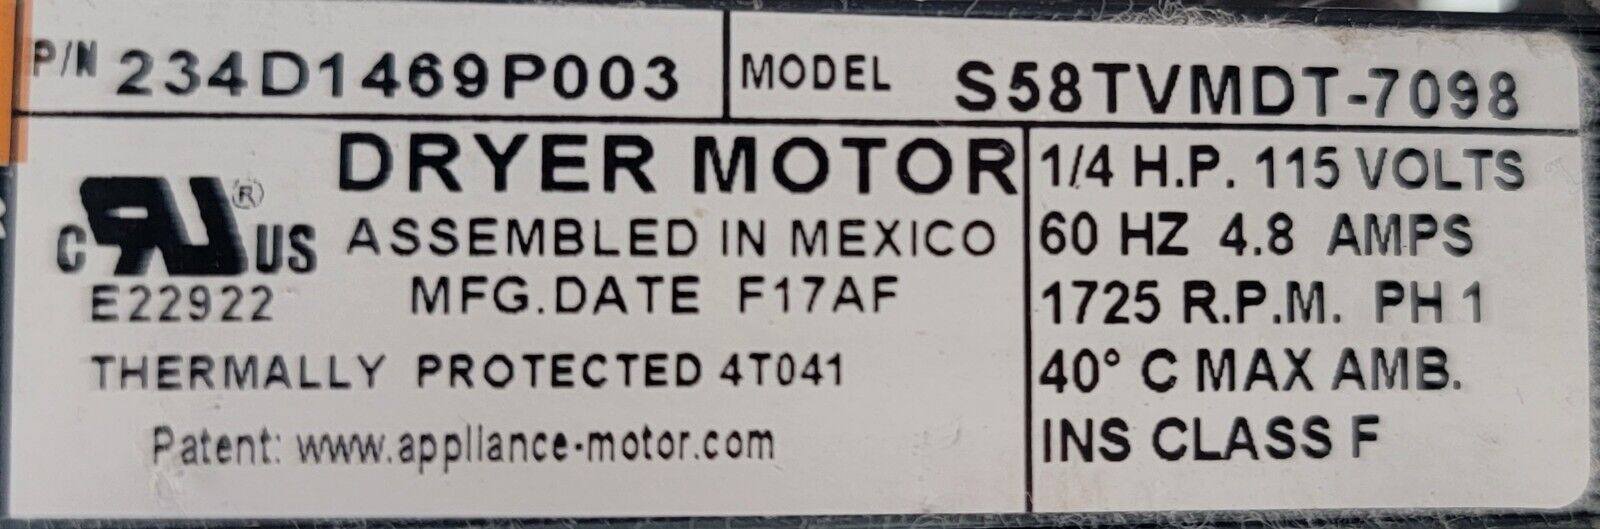 P/N 234D1469P003 MODEL S58TVMDT-7098
DRYER MOTOR
C RU ® US
ASSEMBLED IN MEXICO
E22922
MFG.DATE F17AF
THERMALLY PROTECTED 4T041
Patent: www.appliance-motor.com
1/4 H.P. 115 VOLTS
60 HZ 4.8 AMPS
1725 R.P.M. PH 1
40° C MAX AMB.
INS CLASS F